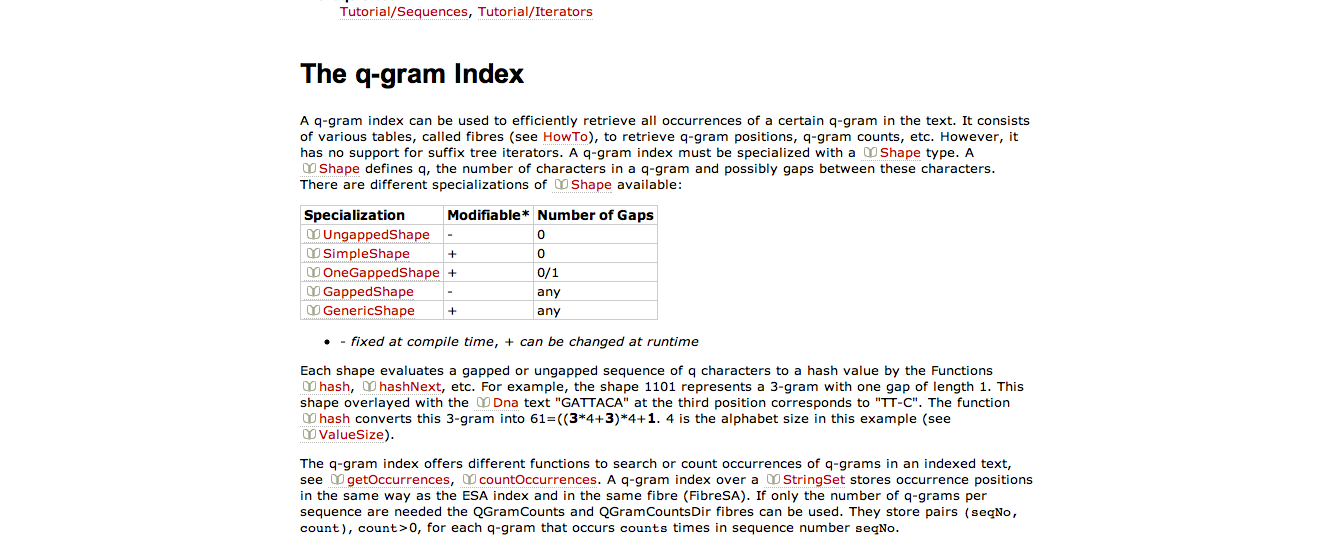 Tutorial/Sequences, Tutorial/Iterators
The q-gram Index
A q-gram index can be used to efficiently retrieve all occurrences of a certain q-gram in the text. It consists
of various tables, called fibres (see HowTo), to retrieve q-gram positions, q-gram counts, etc. However, it
has no support for suffix tree iterators. A q-gram index must be specialized with a Shape type. A
Shape defines q, the number of characters in a q-gram and possibly gaps between these characters.
There are different specializations of Shape available:
Specialization Modifiable* Number of Gaps
UngappedShape - 0
SimpleShape + 0
OneGappedShape + 0/1
GappedShape - any
GenericShape + any
• - fixed at compile time, + can be changed at runtime
Each shape evaluates a gapped or ungapped sequence of q characters to a hash value by the Functions
hash, hashNext, etc. For example, the shape 1101 represents a 3-gram with one gap of length 1. This
shape overlayed with the Dna text "GATTACA" at the third position corresponds to "TT-C". The function
hash converts this 3-gram into 61=((3*4+3)*4+1. 4 is the alphabet size in this example (see
ValueSize).
The q-gram index offers different functions to search or count occurrences of q-grams in an indexed text,
see getOccurrences, countOccurrences. A q-gram index over a StringSet stores occurrence positions
in the same way as the ESA index and in the same fibre (FibreSA). If only the number of q-grams per
sequence are needed the QGramCounts and QGramCountsDir fibres can be used. They store pairs (seqNo,
count), count>0, for each q-gram that occurs counts times in sequence number seqNo.